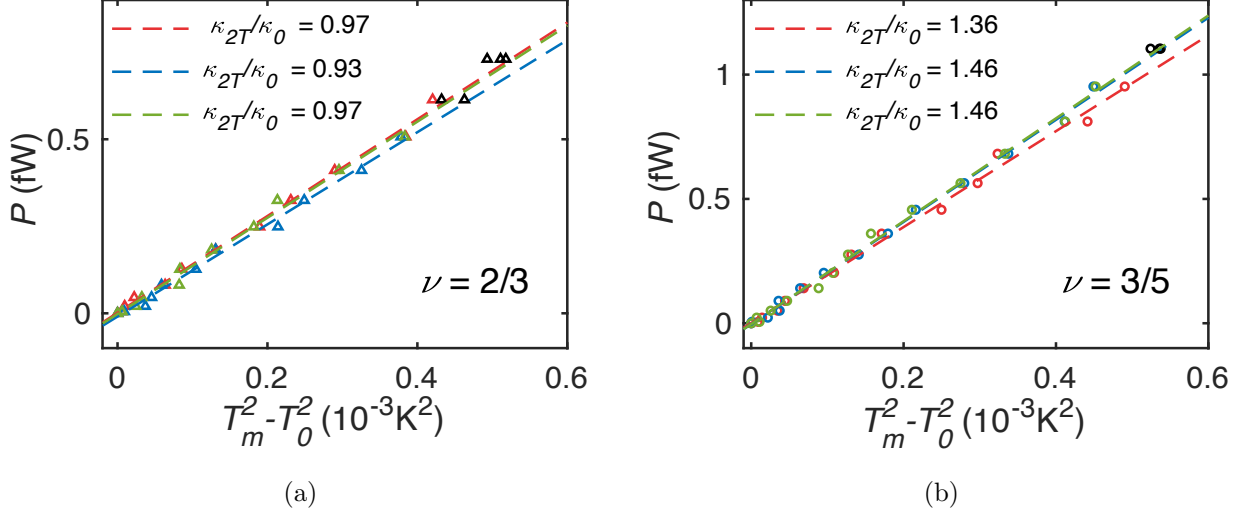 κ2T/κ0 = 0.97
κ2T/κ0 = 0.93
κ2T/κ0 = 0.97
P (fW)
0.5
0
ν = 2/3
0 0.2 0.4 0.6
T_m^2-T_0^2 (10^-3K^2)
(a)
κ2T/κ0 = 1.36
κ2T/κ0 = 1.46
κ2T/κ0 = 1.46
P (fW)
1
0.5
0
ν = 3/5
0 0.2 0.4 0.6
T_m^2-T_0^2 (10^-3K^2)
(b)